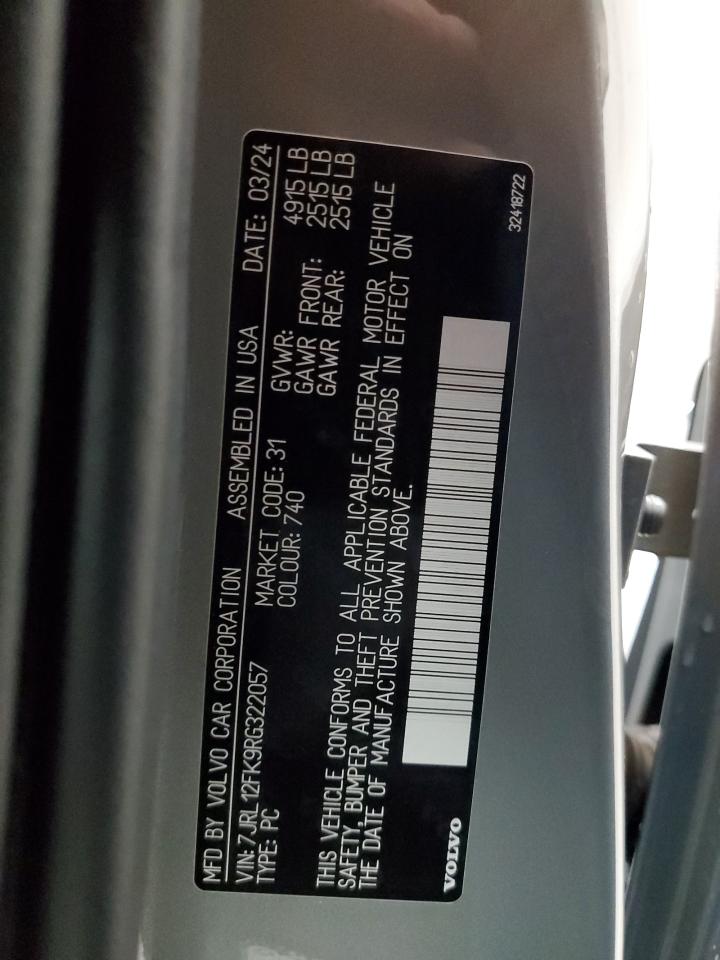 MFD BY VOLVO CAR CORPORATION ASSEMBLED IN USA DATE: 03/24
VIN: 7JRL12FK9RG322057 MARKET CODE: 31 GVWR: 4915 LB
TYPE: PC COLOUR: 740 GAWR FRONT: 2515 LB
GAWR REAR: 2515 LB
THIS VEHICLE CONFORMS TO ALL APPLICABLE FEDERAL MOTOR VEHICLE
SAFETY, BUMPER AND THEFT PREVENTION STANDARDS IN EFFECT ON
THE DATE OF MANUFACTURE SHOWN ABOVE.
VOLVO
32418722